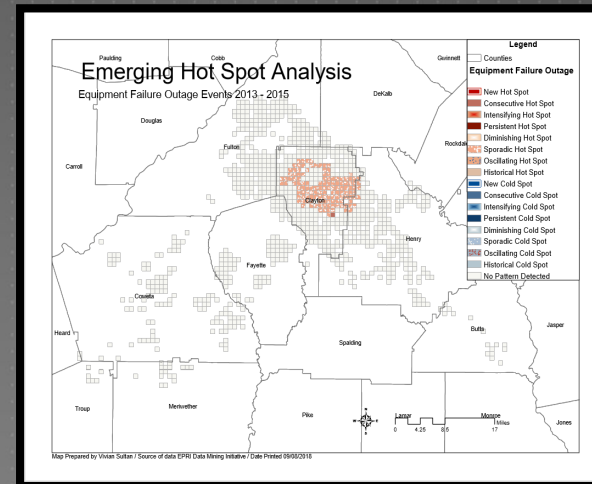 Emerging Hot Spot Analysis
Equipment Failure Outage Events 2013 - 2015
Paulding
Cobb
Gwinnett
DeKalb
Douglas
Fulton
Rockdale
Carroll
Clayton
Henry
Fayette
Coweta
Heard
Spalding
Butts
Jasper
Troup
Meriwether
Pike
Lamar
Monroe
Jones
Miles
0 4.25 8.5 17
Legend
Counties
Equipment Failure Outage
New Hot Spot
Consecutive Hot Spot
Intensifying Hot Spot
Persistent Hot Spot
Diminishing Hot Spot
Sporadic Hot Spot
Oscillating Hot Spot
Historical Hot Spot
New Cold Spot
Consecutive Cold Spot
Intensifying Cold Spot
Persistent Cold Spot
Diminishing Cold Spot
Sporadic Cold Spot
Oscillating Cold Spot
Historical Cold Spot
No Pattern Detected
Map Prepared by Vivian Sultan / Source of data EPRI Data Mining Initiative / Date Printed 09/08/2018